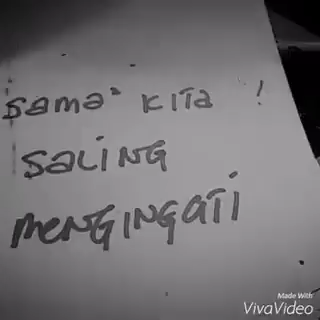 sama² kita !
saling
mengingati
Made With
VivaVideo